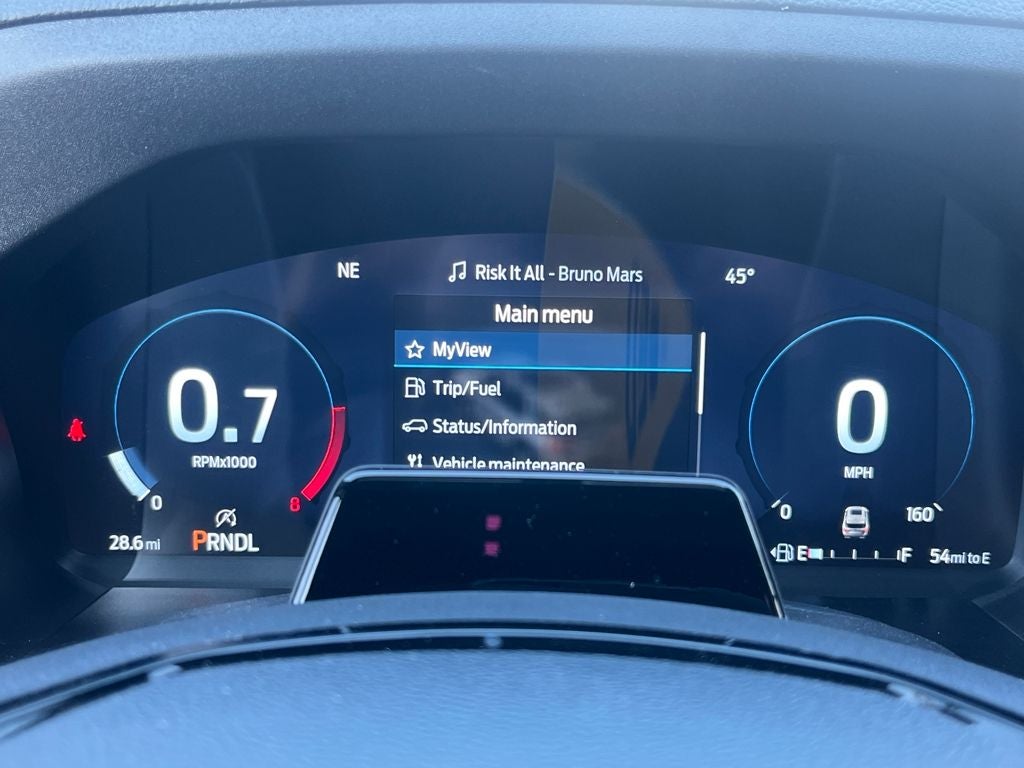 NE
Risk It All - Bruno Mars
45°
Main menu
MyView
Trip/Fuel
Status/Information
Vehicle maintenance
0.7
RPMx1000
0
8
28.6 mi
PRNDL
0
MPH
0
160
E
F
54mi to E